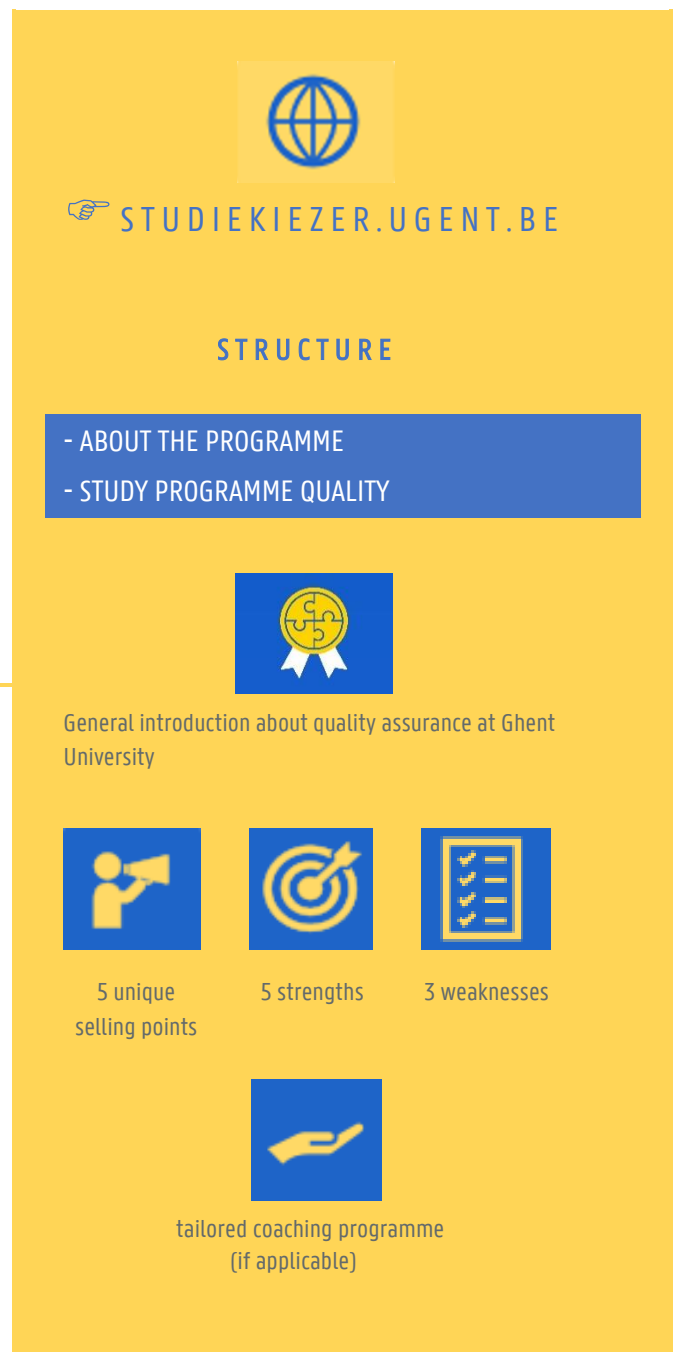 ☞ STUDIEKIEZER.UGENT.BE
STRUCTURE
- ABOUT THE PROGRAMME
- STUDY PROGRAMME QUALITY
General introduction about quality assurance at Ghent
University
5 unique
selling points
5 strengths
3 weaknesses
tailored coaching programme
(if applicable)